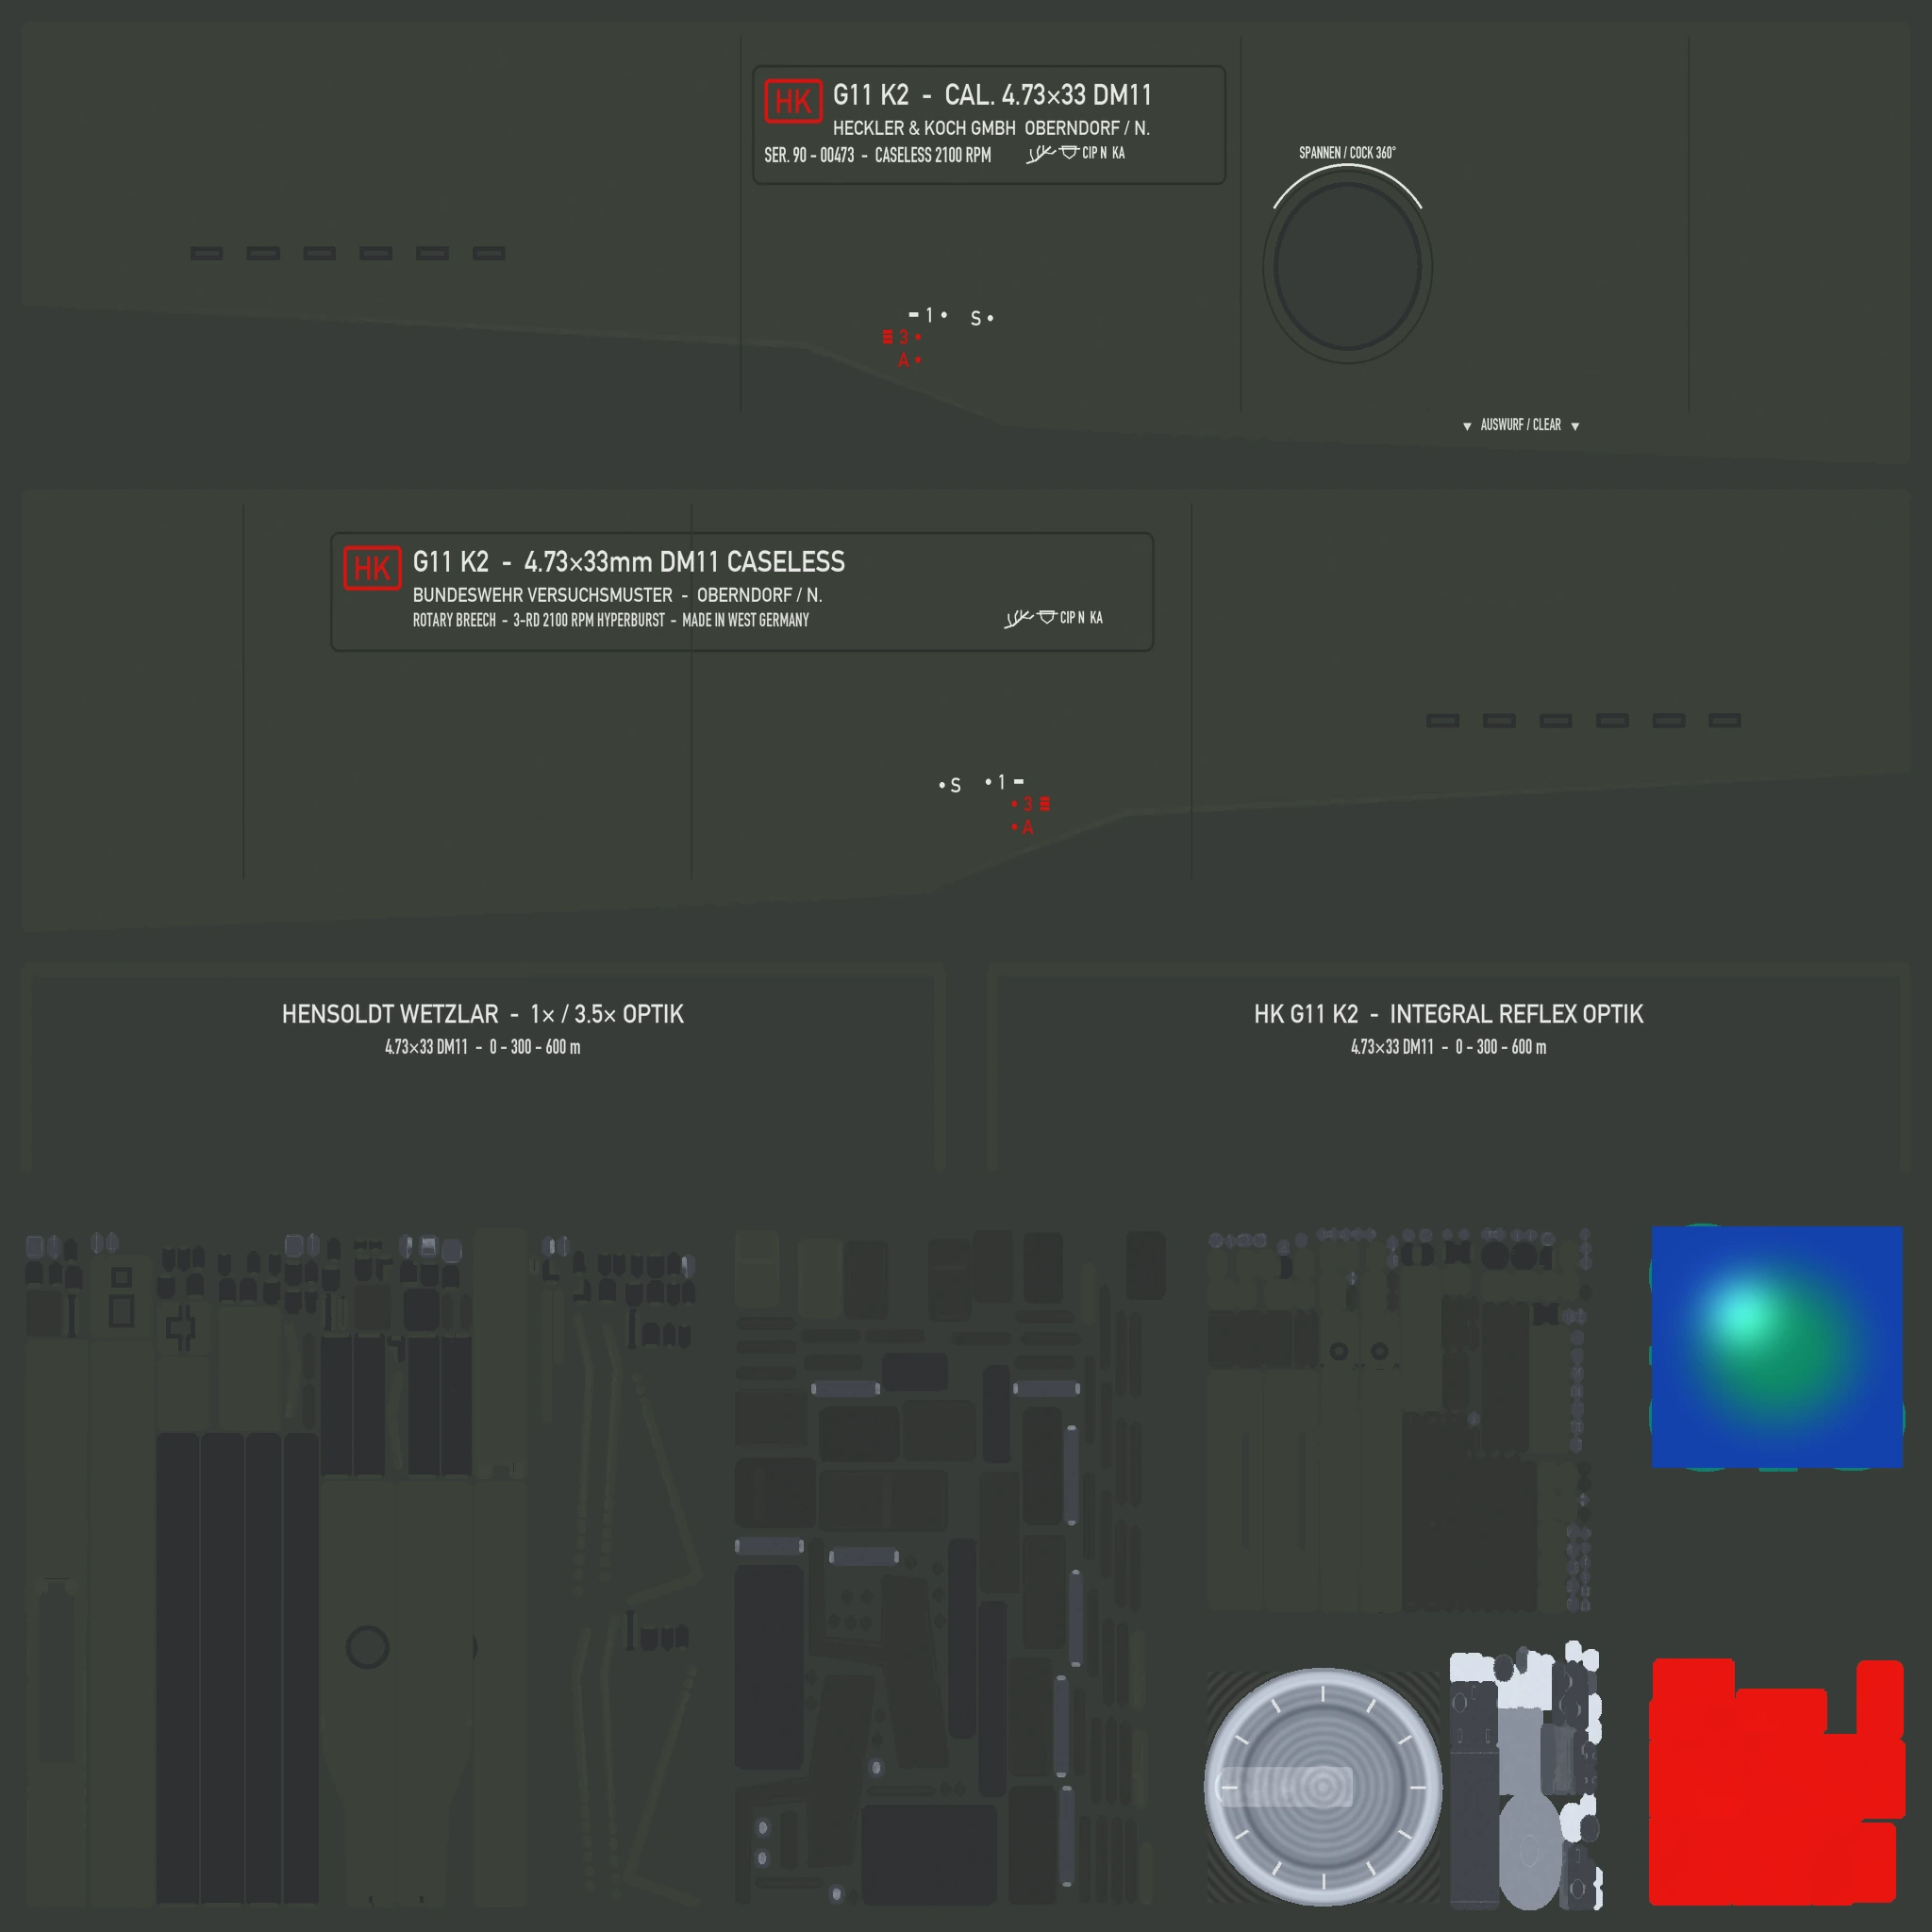 HK G11 K2 - CAL. 4.73×33 DM11
HECKLER & KOCH GMBH OBERNDORF / N.
SER. 90 - 00473 - CASELESS 2100 RPM CIP N KA
SPANNEN / COCK 360°
1 S
3
A
AUSWURF / CLEAR
HK G11 K2 - 4.73×33mm DM11 CASELESS
BUNDESWEHR VERSUCHSMUSTER - OBERNDORF / N.
ROTARY BREECH - 3-RD 2100 RPM HYPERBURST - MADE IN WEST GERMANY CIP N KA
S 1
3
A
HENSOLDT WETZLAR - 1× / 3.5× OPTIK
4.73×33 DM11 - 0 - 300 - 600 m
HK G11 K2 - INTEGRAL REFLEX OPTIK
4.73×33 DM11 - 0 - 300 - 600 m